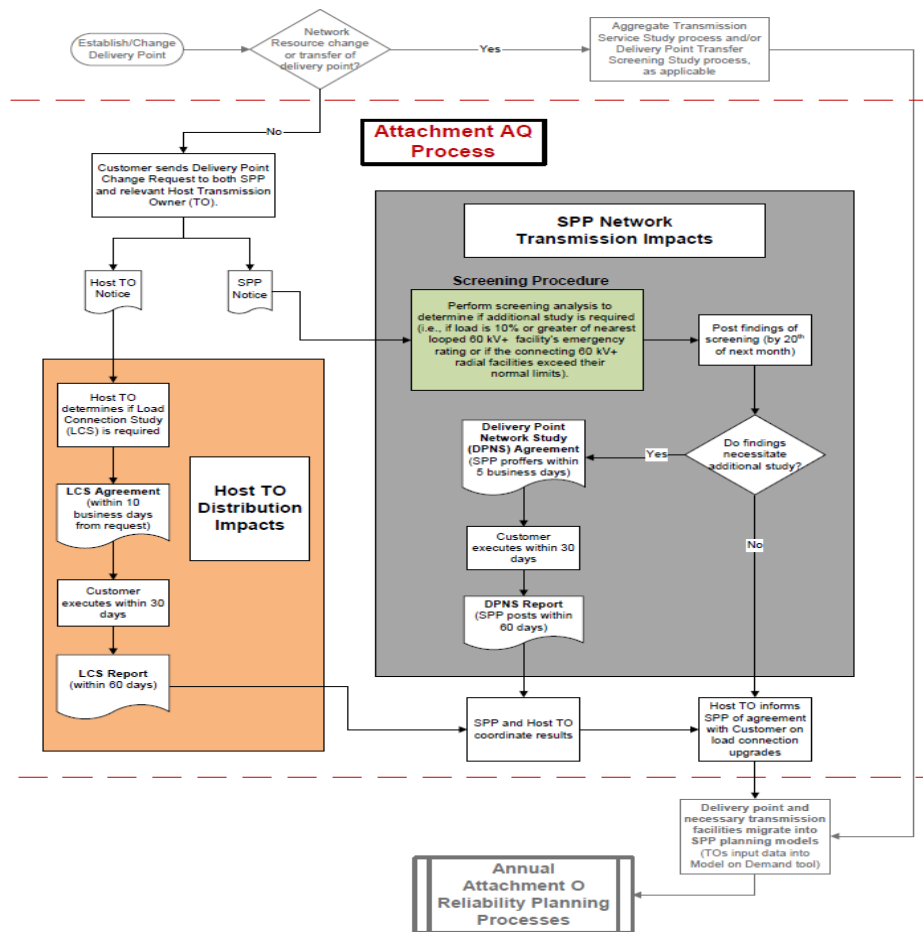 Establish/Change
Delivery Point
Network
Resource change
or transfer of
delivery point?
Yes
Aggregate Transmission
Service Study process and/or
Delivery Point Transfer
Screening Study process,
as applicable
No
Attachment AQ
Process
Customer sends Delivery Point
Change Request to both SPP
and relevant Host Transmission
Owner (TO).
Host TO
Notice
SPP
Notice
SPP Network
Transmission Impacts
Screening Procedure
Perform screening analysis to
determine if additional study is required
(i.e., if load is 10% or greater of nearest
looped 60 kV+ facility's emergency
rating or if the connecting 60 kV+
radial facilities exceed their
normal limits).
Post findings of
screening (by 20th
of next month)
Host TO
determines if Load
Connection Study
(LCS) is required
Delivery Point
Network Study
(DPNS) Agreement
(SPP proffers within
5 business days)
Yes
Do findings
necessitate
additional study?
LCS Agreement
(within 10
business days
from request)
Host TO
Distribution
Impacts
Customer
executes within 30
days
No
Customer
executes within 30
days
DPNS Report
(SPP posts within
60 days)
LCS Report
(within 60 days)
SPP and Host TO
coordinate results
Host TO informs
SPP of agreement
with Customer on
load connection
upgrades
Delivery point and
necessary transmission
facilities migrate into
SPP planning models
(TOs input data into
Model on Demand tool)
Annual
Attachment O
Reliability Planning
Processes